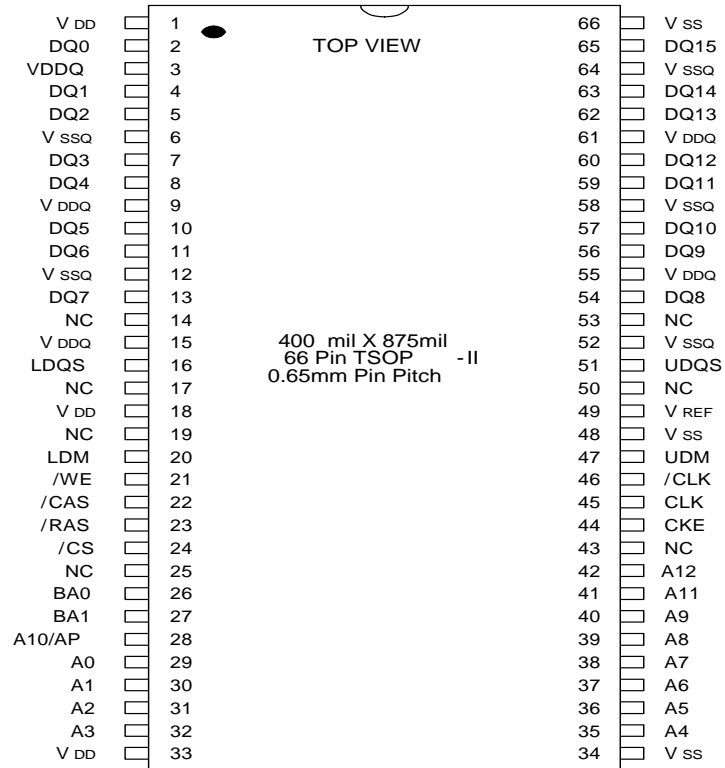 V DD 1 66 V SS
DQ0 2 TOP VIEW 65 DQ15
VDDQ 3 64 V SSQ
DQ1 4 63 DQ14
DQ2 5 62 DQ13
V SSQ 6 61 V DDQ
DQ3 7 60 DQ12
DQ4 8 59 DQ11
V DDQ 9 58 V SSQ
DQ5 10 57 DQ10
DQ6 11 56 DQ9
V SSQ 12 55 V DDQ
DQ7 13 54 DQ8
NC 14 53 NC
V DDQ 15 400 mil X 875mil 52 V SSQ
LDQS 16 66 Pin TSOP -II 51 UDQS
NC 17 0.65mm Pin Pitch 50 NC
V DD 18 49 V REF
NC 19 48 V SS
LDM 20 47 UDM
/WE 21 46 /CLK
/CAS 22 45 CLK
/RAS 23 44 CKE
/CS 24 43 NC
NC 25 42 A12
BA0 26 41 A11
BA1 27 40 A9
A10/AP 28 39 A8
A0 29 38 A7
A1 30 37 A6
A2 31 36 A5
A3 32 35 A4
V DD 33 34 V SS